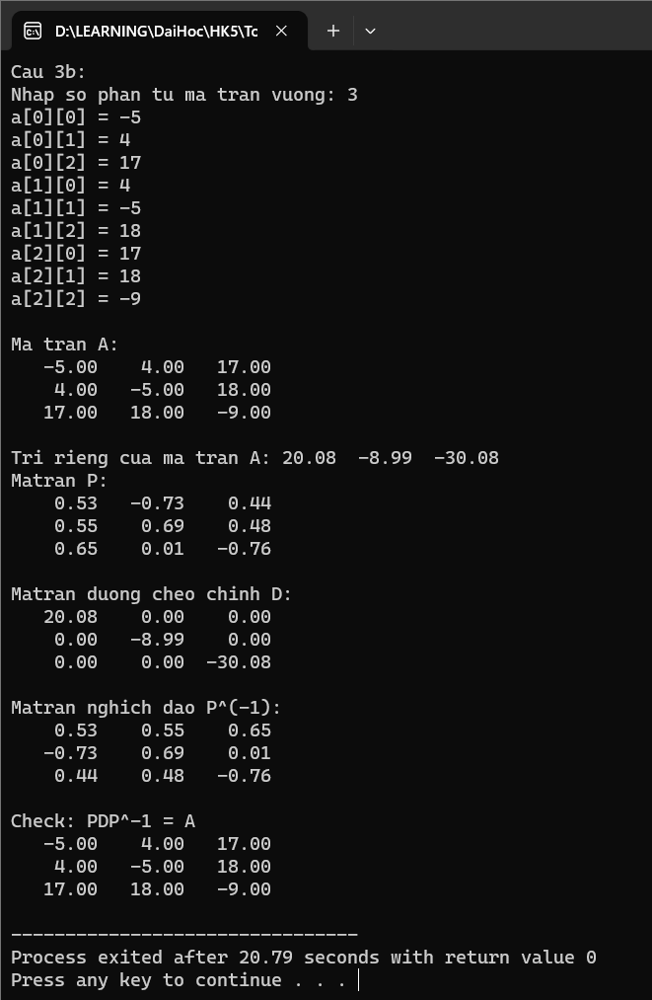 D:\LEARNING\DaiHoc\HK5\Tc
Cau 3b:
Nhap so phan tu ma tran vuong: 3
a[0][0] = -5
a[0][1] = 4
a[0][2] = 17
a[1][0] = 4
a[1][1] = -5
a[1][2] = 18
a[2][0] = 17
a[2][1] = 18
a[2][2] = -9
Ma tran A:
-5.00 4.00 17.00
4.00 -5.00 18.00
17.00 18.00 -9.00
Tri rieng cua ma tran A: 20.08 -8.99 -30.08
Matran P:
0.53 -0.73 0.44
0.55 0.69 0.48
0.65 0.01 -0.76
Matran duong cheo chinh D:
20.08 0.00 0.00
0.00 -8.99 0.00
0.00 0.00 -30.08
Matran nghich dao P^(-1):
0.53 0.55 0.65
-0.73 0.69 0.01
0.44 0.48 -0.76
Check: PDP^-1 = A
-5.00 4.00 17.00
4.00 -5.00 18.00
17.00 18.00 -9.00
--------------------------------
Process exited after 20.79 seconds with return value 0
Press any key to continue . . .